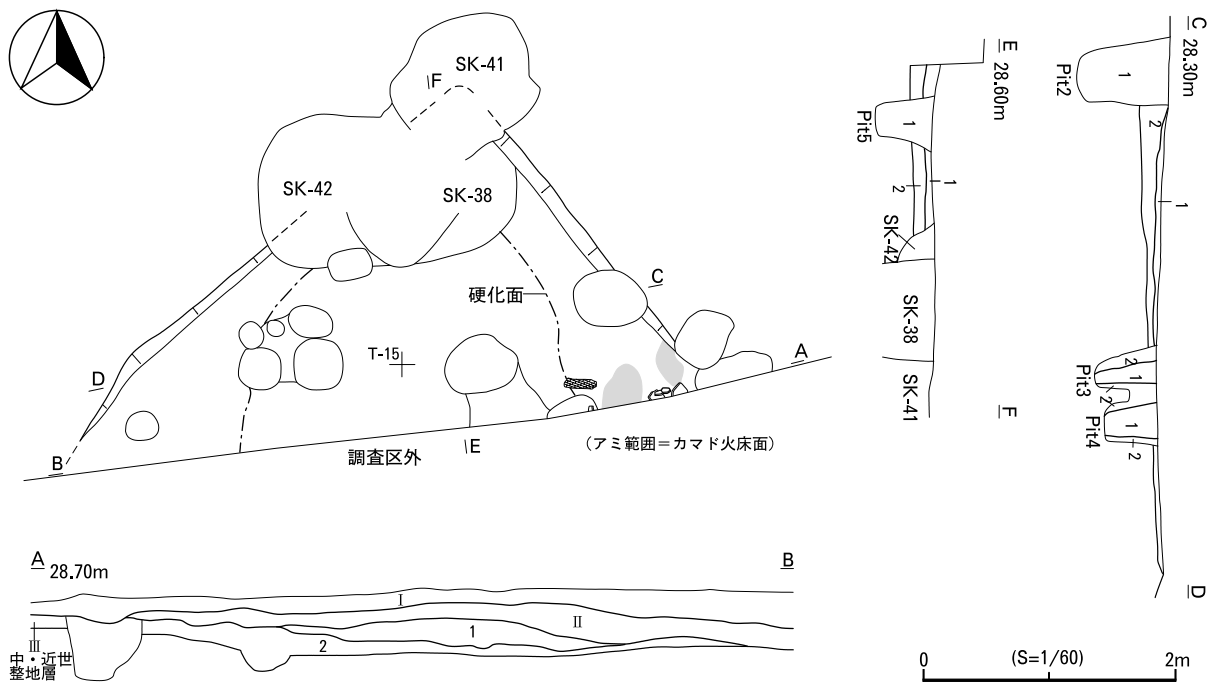 SK-41
F
SK-42
SK-38
硬化面
C
T-15
A
D
E
B
調査区外
(アミ範囲=カマド火床面)
E 28.60m
Pit5
1
2
1
SK-42
SK-38
SK-41
F
C 28.30m
Pit2
1
2
1
Pit3
2
1
2
Pit4
1
2
D
A 28.70m
B
Ⅰ
Ⅱ
1
2
Ⅲ
中・近世
整地層
0 (S=1/60) 2m